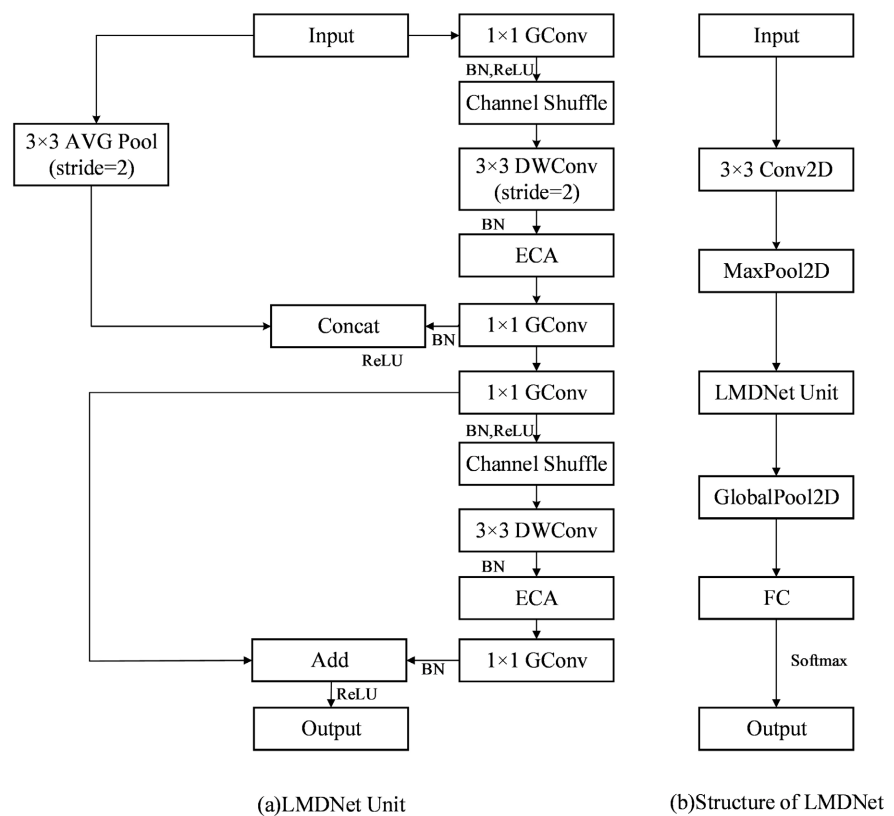 Input
1×1 GConv
BN,ReLU
Channel Shuffle
3×3 AVG Pool
(stride=2)
3×3 DWConv
(stride=2)
BN
ECA
Concat
BN
1×1 GConv
ReLU
1×1 GConv
BN,ReLU
Channel Shuffle
3×3 DWConv
BN
ECA
Add
BN
1×1 GConv
ReLU
Output
(a)LMDNet Unit
Input
3×3 Conv2D
MaxPool2D
LMDNet Unit
GlobalPool2D
FC
Softmax
Output
(b)Structure of LMDNet